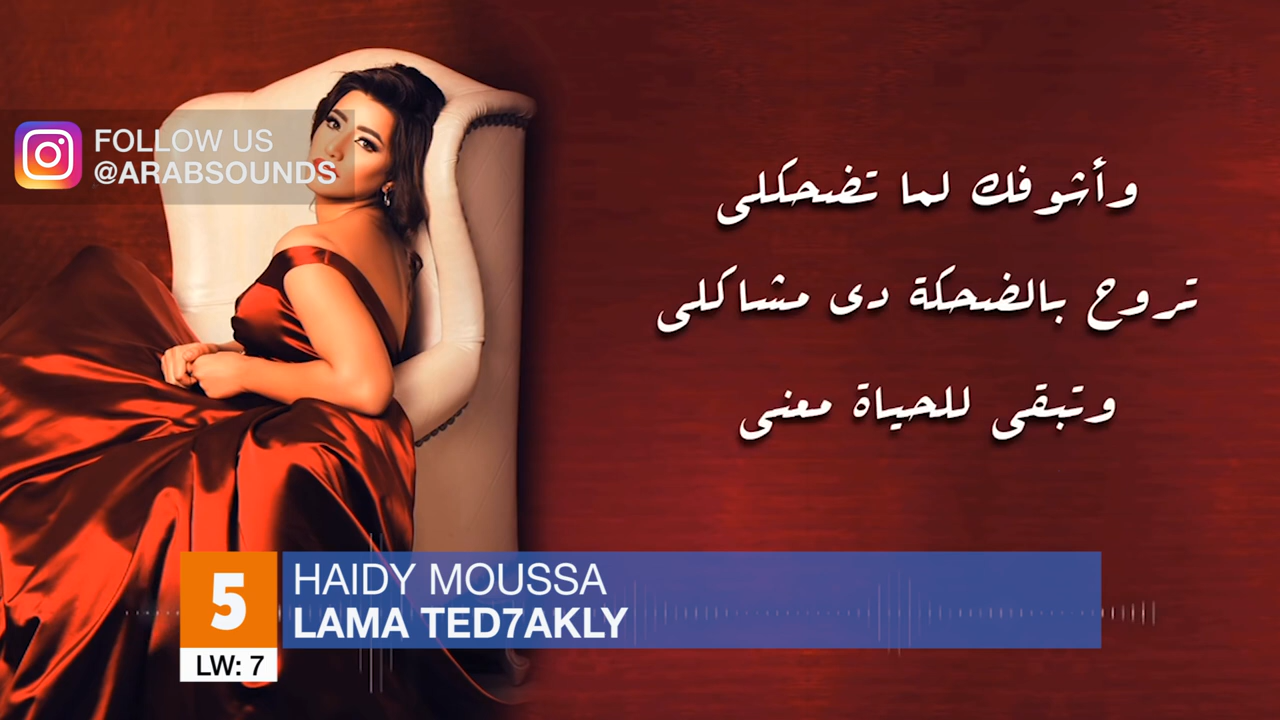 FOLLOW US
@ARABSOUNDS
وأشوفك لما تضحكلى
تروح بالضحكة دى مشاكلى
وتبقى للحياة معنى
5
HAIDY MOUSSA
LAMA TED7AKLY
LW: 7